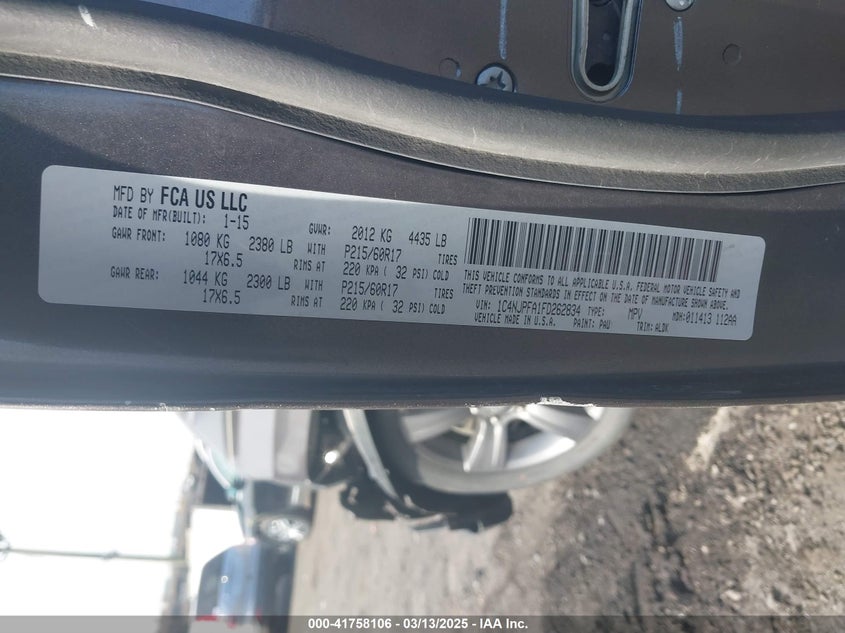 MFD BY FCA US LLC
DATE OF MFR(BUILT): 1-15 GVWR: 2012 KG 4435 LB
GAWR FRONT: 1080 KG 2380 LB WITH P215/60R17 TIRES
17X6.5 RIMS AT 220 KPA ( 32 PSI) COLD
GAWR REAR: 1044 KG 2300 LB WITH P215/60R17 TIRES
17X6.5 RIMS AT 220 KPA ( 32 PSI) COLD
THIS VEHICLE CONFORMS TO ALL APPLICABLE U.S.A. FEDERAL MOTOR VEHICLE SAFETY AND
THEFT PREVENTION STANDARDS IN EFFECT ON THE DATE OF MANUFACTURE SHOWN ABOVE.
VIN: 1C4NJPFA1FD262834 TYPE: MPV MDH: 011413 112AA
VEHICLE MADE IN U.S.A. PAINT: PAU TRIM: ALDK
000-41758106 - 03/13/2025 - IAA Inc.